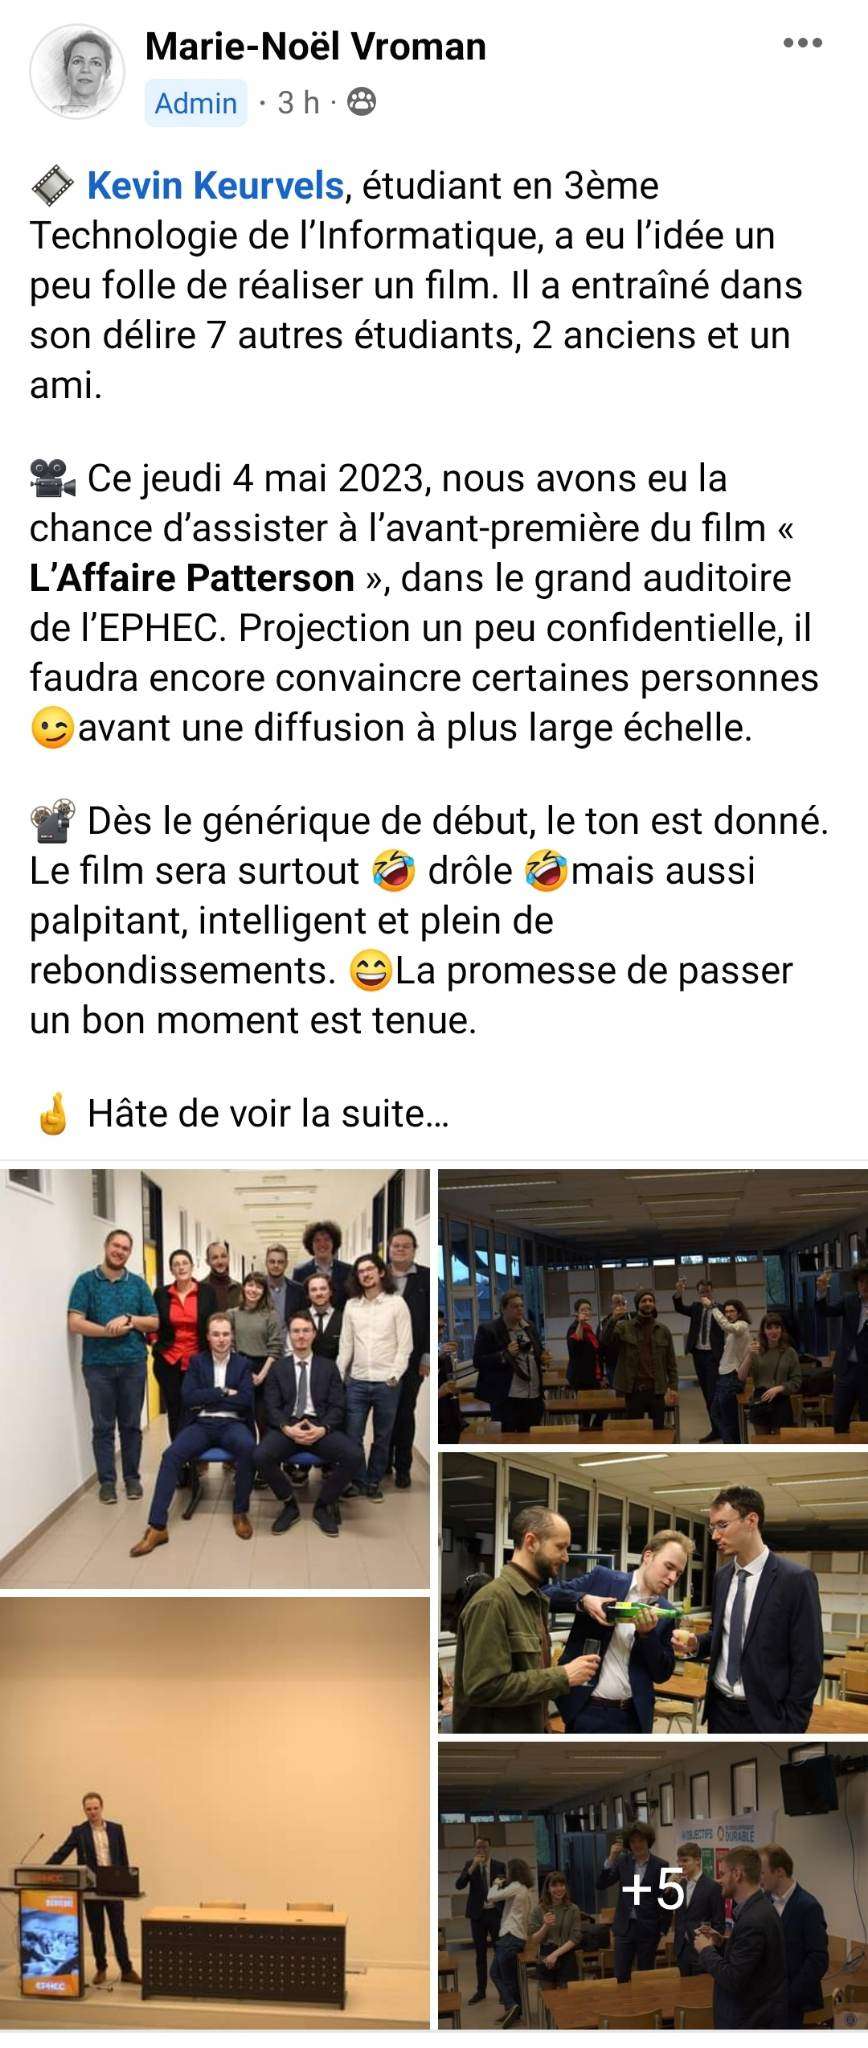 Marie-Noël Vroman
Admin · 3 h ·
🎞️ Kevin Keurvels, étudiant en 3ème
Technologie de l’Informatique, a eu l’idée un
peu folle de réaliser un film. Il a entraîné dans
son délire 7 autres étudiants, 2 anciens et un
ami.
🎥 Ce jeudi 4 mai 2023, nous avons eu la
chance d’assister à l’avant-première du film «
L’Affaire Patterson », dans le grand auditoire
de l’EPHEC. Projection un peu confidentielle, il
faudra encore convaincre certaines personnes
😉avant une diffusion à plus large échelle.
📽️ Dès le générique de début, le ton est donné.
Le film sera surtout 🤣 drôle 🤣mais aussi
palpitant, intelligent et plein de
rebondissements. 😄La promesse de passer
un bon moment est tenue.
🤞 Hâte de voir la suite…
EPHEC
EPHEC
OBJECTIFS
DURABLE
+5